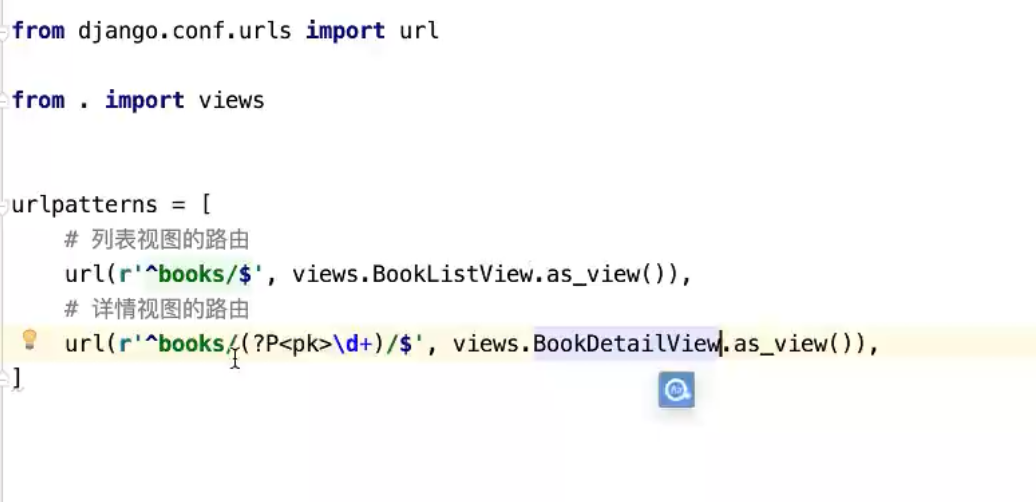 from django.conf.urls import url
from . import views
urlpatterns = [
# 列表视图的路由
url(r'^books/$', views.BookListView.as_view()),
# 详情视图的路由
url(r'^books/(?P<pk>\d+)/$', views.BookDetailView.as_view()),
]